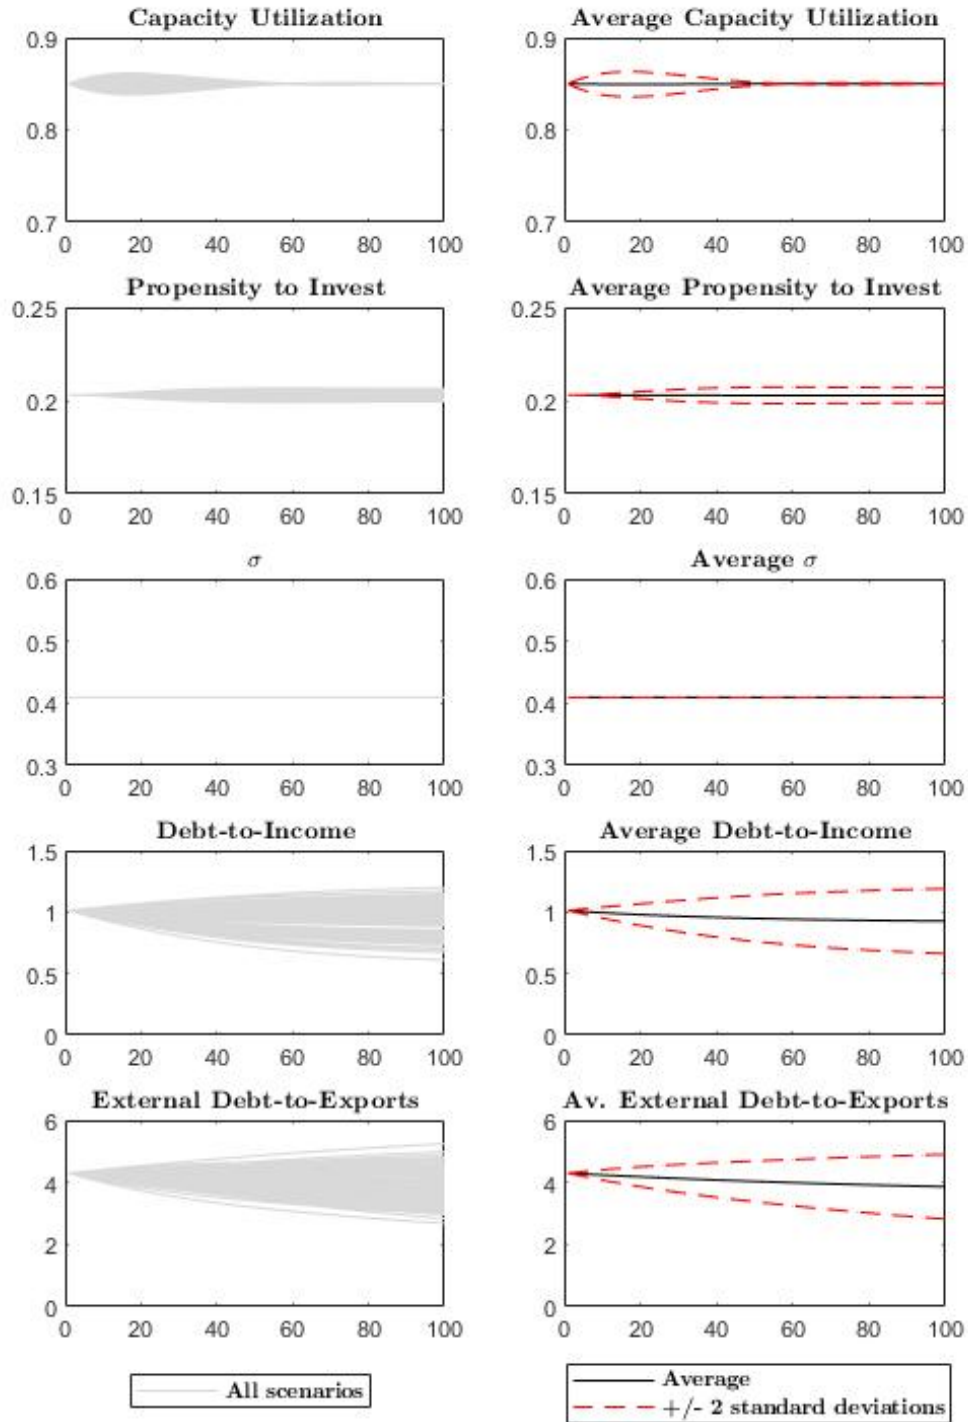 Capacity Utilization
0.9
0.8
0.7
0 20 40 60 80 100
Average Capacity Utilization
0.9
0.8
0.7
0 20 40 60 80 100
Propensity to Invest
0.25
0.2
0.15
0 20 40 60 80 100
Average Propensity to Invest
0.25
0.2
0.15
0 20 40 60 80 100
σ
0.6
0.5
0.4
0.3
0 20 40 60 80 100
Average σ
0.6
0.5
0.4
0.3
0 20 40 60 80 100
Debt-to-Income
1.5
1
0.5
0
0 20 40 60 80 100
Average Debt-to-Income
1.5
1
0.5
0
0 20 40 60 80 100
External Debt-to-Exports
6
4
2
0
0 20 40 60 80 100
Av. External Debt-to-Exports
6
4
2
0
0 20 40 60 80 100
All scenarios
Average
+/- 2 standard deviations